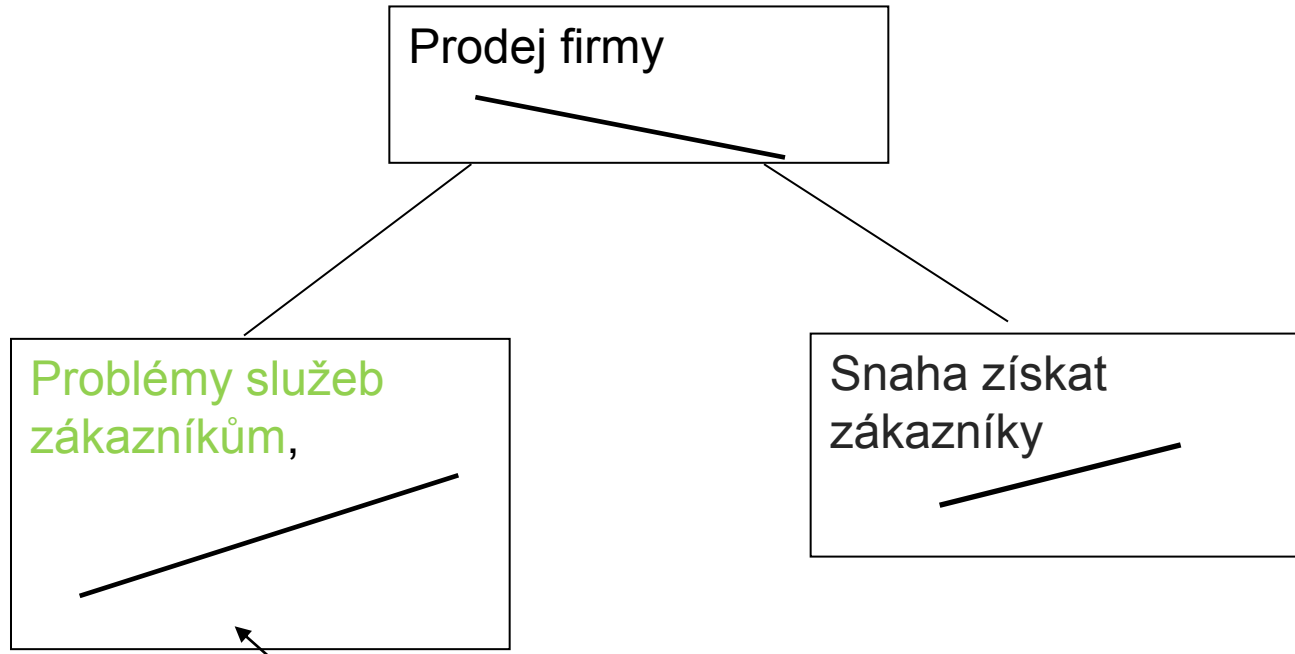 Prodej firmy
Problémy služeb
zákazníkům,
Snaha získat
zákazníky